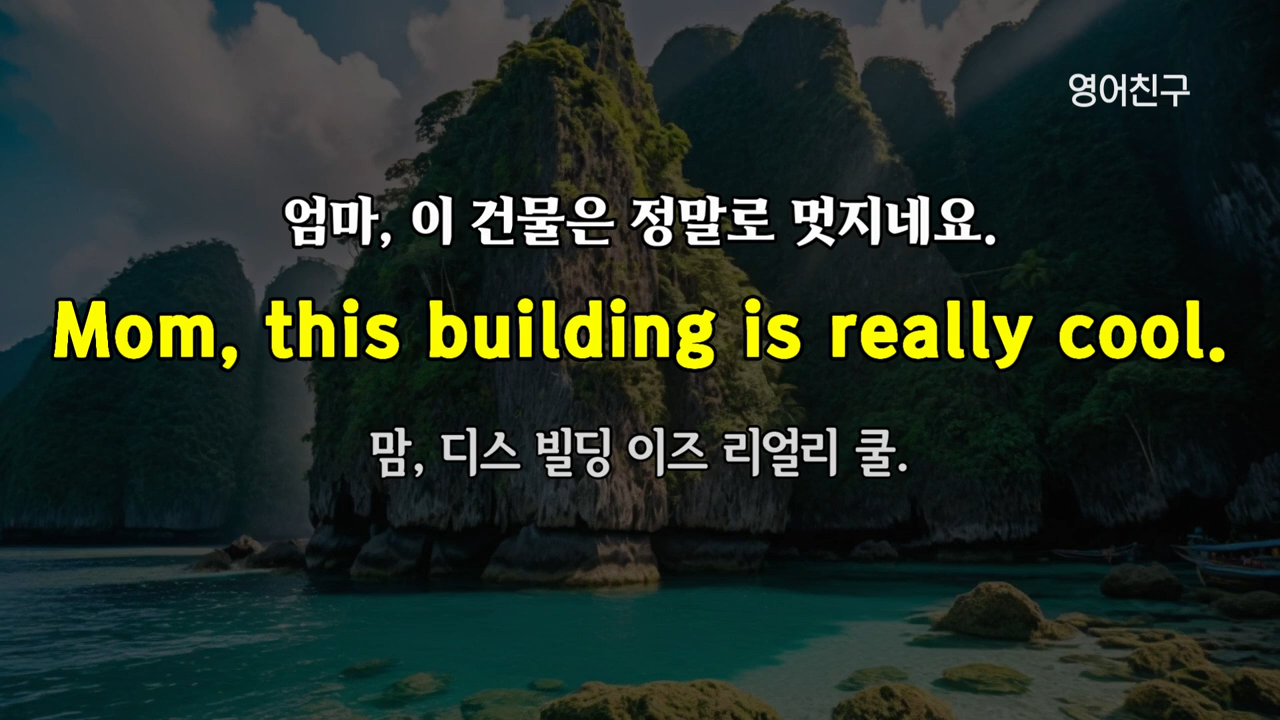 영어친구
엄마, 이 건물은 정말로 멋지네요.
Mom, this building is really cool.
맘, 디스 빌딩 이즈 리얼리 쿨.